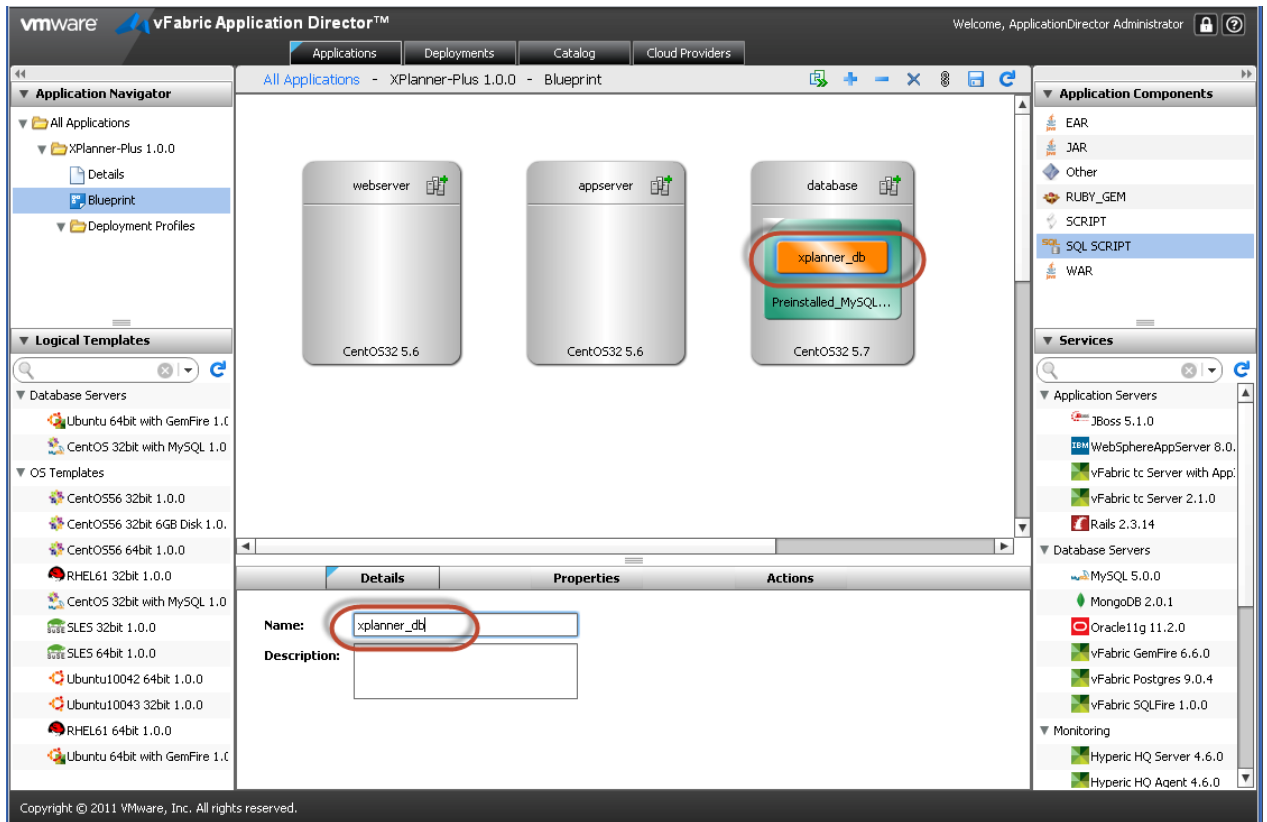 vmware vFabric Application Director™
Welcome, ApplicationDirector Administrator
Applications Deployments Catalog Cloud Providers
Application Navigator
All Applications
XPlanner-Plus 1.0.0
Details
Blueprint
Deployment Profiles
Logical Templates
Database Servers
Ubuntu 64bit with GemFire 1.(
CentOS 32bit with MySQL 1.0
OS Templates
CentOS56 32bit 1.0.0
CentOS56 32bit 6GB Disk 1.0.
CentOS56 64bit 1.0.0
RHEL61 32bit 1.0.0
CentOS 32bit with MySQL 1.0
SLES 32bit 1.0.0
SLES 64bit 1.0.0
Ubuntu10042 64bit 1.0.0
Ubuntu10043 32bit 1.0.0
RHEL61 64bit 1.0.0
Ubuntu 64bit with GemFire 1.(
All Applications - XPlanner-Plus 1.0.0 - Blueprint
webserver
CentOS32 5.6
appserver
CentOS32 5.6
database
xplanner_db
Preinstalled_MySQL...
CentOS32 5.7
Details Properties Actions
Name: xplanner_db
Description:
Application Components
EAR
JAR
Other
RUBY_GEM
SCRIPT
SQL SCRIPT
WAR
Services
Application Servers
JBoss 5.1.0
WebSphereAppServer 8.0.
vFabric tc Server with App
vFabric tc Server 2.1.0
Rails 2.3.14
Database Servers
MySQL 5.0.0
MongoDB 2.0.1
Oracle11g 11.2.0
vFabric GemFire 6.6.0
vFabric Postgres 9.0.4
vFabric SQLFire 1.0.0
Monitoring
Hyperic HQ Server 4.6.0
Hyperic HQ Agent 4.6.0
Copyright © 2011 VMware, Inc. All rights reserved.